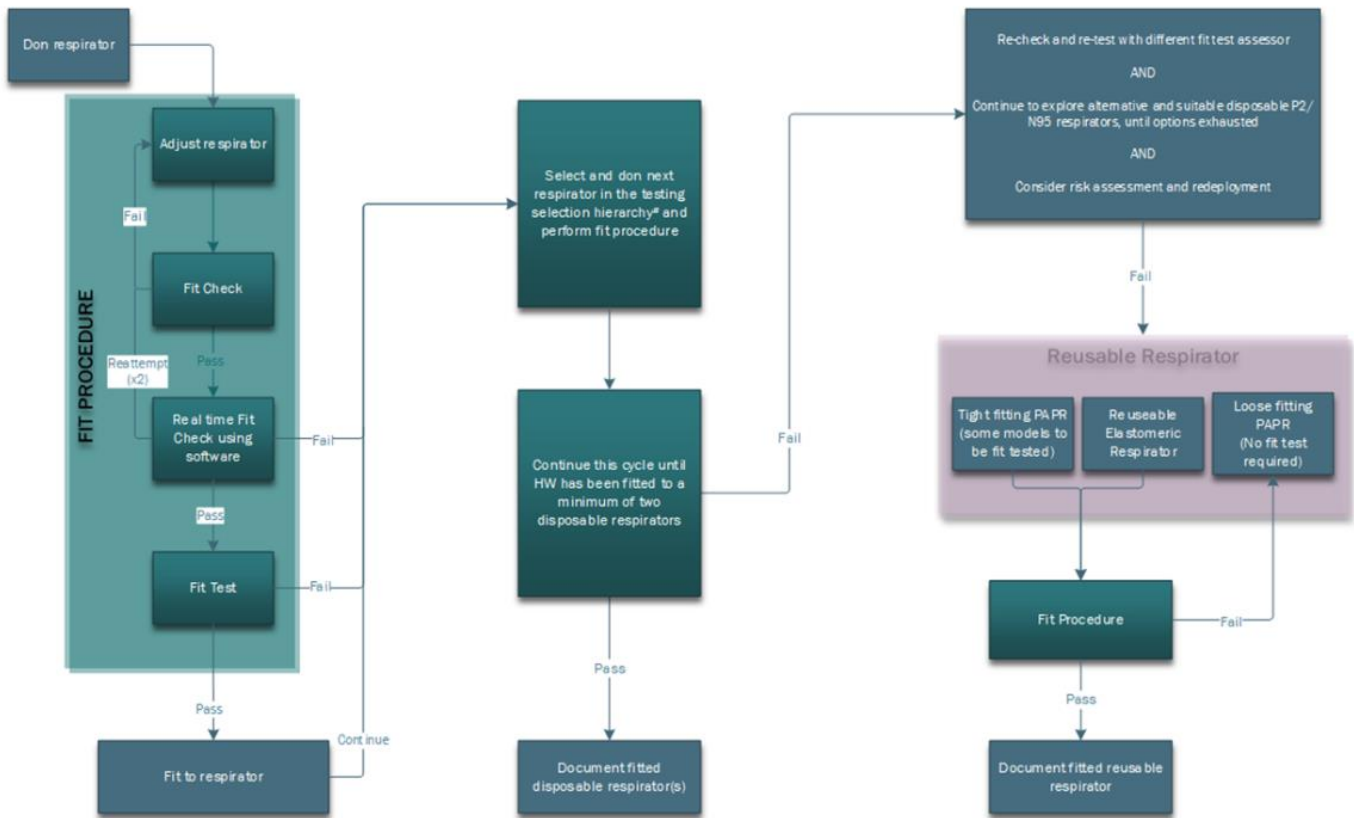 Don respirator
FIT PROCEDURE
Adjust respirator
Fail
Fit Check
Reattempt
(x2)
Pass
Real time Fit
Check using
software
Fail
Pass
Fit Test
Fail
Pass
Fit to respirator
Continue
Select and don next
respirator in the testing
selection hierarchy# and
perform fit procedure
Continue this cycle until
HW has been fitted to a
minimum of two
disposable respirators
Fail
Pass
Document fitted
disposable respirator(s)
Re-check and re-test with different fit test assessor
AND
Continue to explore alternative and suitable disposable P2/
N95 respirators, until options exhausted
AND
Consider risk assessment and redeployment
Fail
Reusable Respirator
Tight fitting PAPR
(some models to
be fit tested)
Reuseable
Elastomeric
Respirator
Loose fitting
PAPR
(No fit test
required)
Fit Procedure
Fail
Pass
Document fitted reusable
respirator